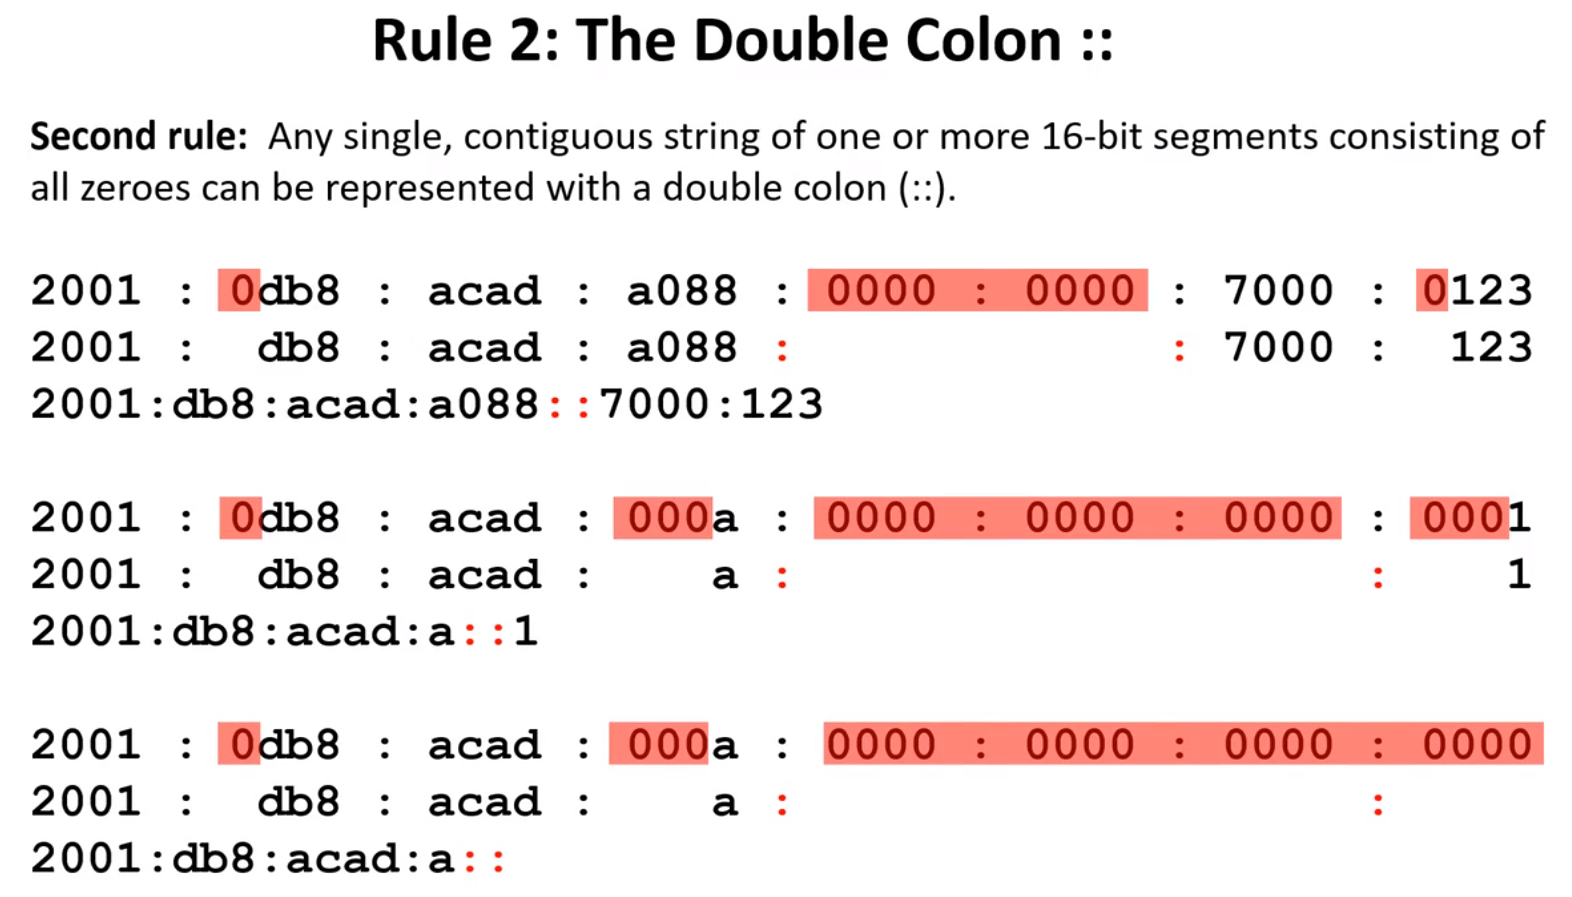 Rule 2: The Double Colon ::
Second rule: Any single, contiguous string of one or more 16-bit segments consisting of
all zeroes can be represented with a double colon (::).
2001 : 0db8 : acad : a088 : 0000 : 0000 : 7000 : 0123
2001 : db8 : acad : a088 : : 7000 : 123
2001:db8:acad:a088::7000:123
2001 : 0db8 : acad : 000a : 0000 : 0000 : 0000 : 0001
2001 : db8 : acad : a : : 1
2001:db8:acad:a::1
2001 : 0db8 : acad : 000a : 0000 : 0000 : 0000 : 0000
2001 : db8 : acad : a : :
2001:db8:acad:a::